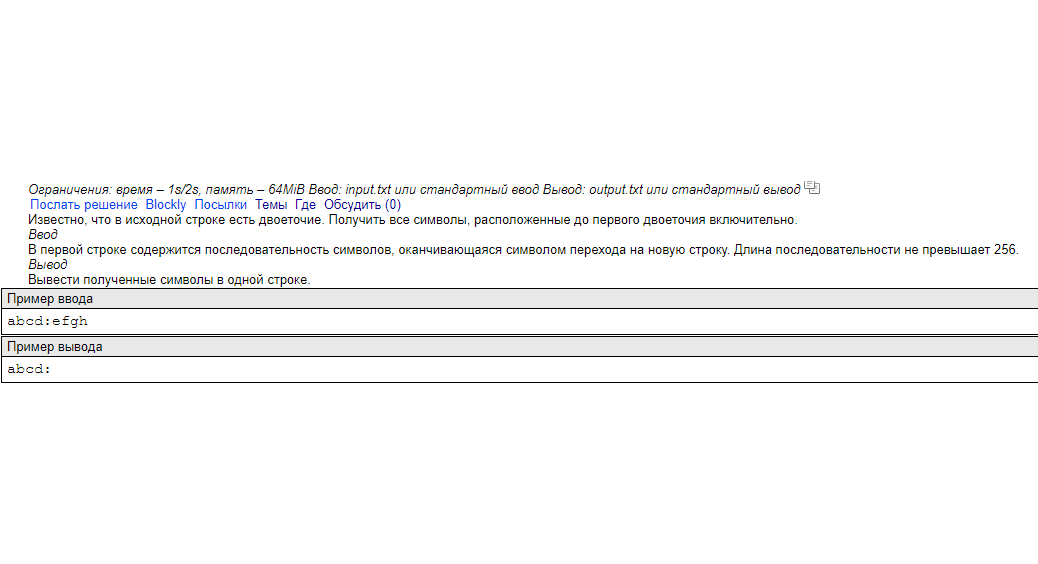 Ограничения: время – 1s/2s, память – 64MiB Ввод: input.txt или стандартный ввод Вывод: output.txt или стандартный вывод
Послать решение Blockly Посылки Темы Где Обсудить (0)
Известно, что в исходной строке есть двоеточие. Получить все символы, расположенные до первого двоеточия включительно.
Ввод
В первой строке содержится последовательность символов, оканчивающаяся символом перехода на новую строку. Длина последовательности не превышает 256.
Вывод
Вывести полученные символы в одной строке.
Пример ввода
abcd:efgh
Пример вывода
abcd: